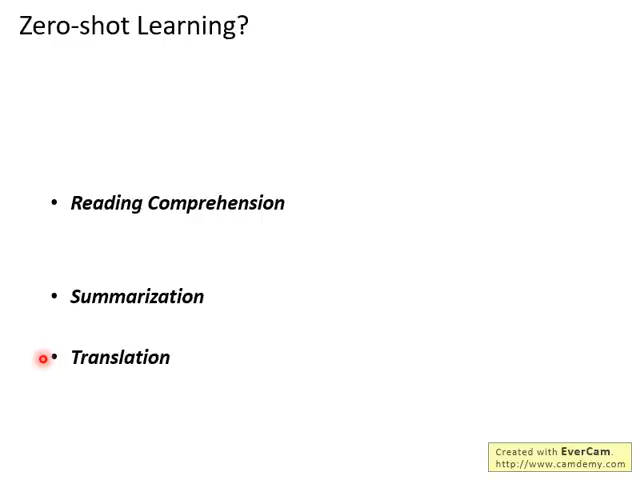 Zero-shot Learning?
• Reading Comprehension
• Summarization
• Translation
Created with EverCam.
http://www.camdemy.com